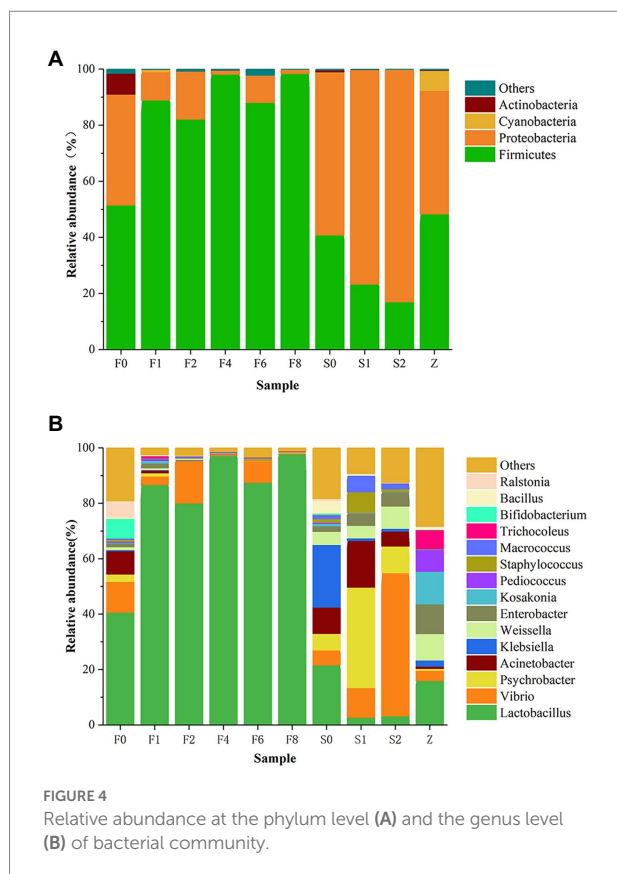 A
Relative abundance (%)
100
80
60
40
20
0
F0 F1 F2 F4 F6 F8 S0 S1 S2 Z
Sample
Others
Actinobacteria
Cyanobacteria
Proteobacteria
Firmicutes
B
Relative abundance(%)
100
80
60
40
20
0
F0 F1 F2 F4 F6 F8 S0 S1 S2 Z
Sample
Others
Ralstonia
Bacillus
Bifidobacterium
Trichocoleus
Macrococcus
Staphylococcus
Pediococcus
Kosakonia
Enterobacter
Weissella
Klebsiella
Acinetobacter
Psychrobacter
Vibrio
Lactobacillus
FIGURE 4
Relative abundance at the phylum level (A) and the genus level
(B) of bacterial community.